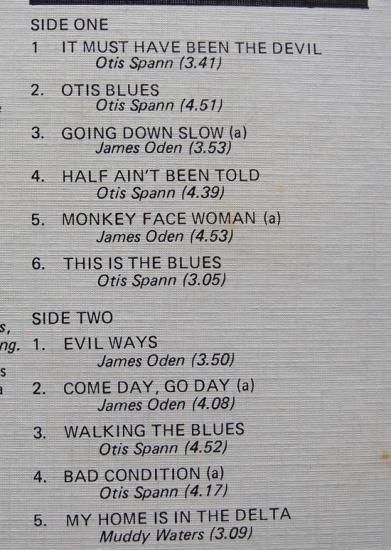 SIDE ONE
1 IT MUST HAVE BEEN THE DEVIL
Otis Spann (3.41)
2. OTIS BLUES
Otis Spann (4.51)
3. GOING DOWN SLOW (a)
James Oden (3.53)
4. HALF AIN'T BEEN TOLD
Otis Spann (4.39)
5. MONKEY FACE WOMAN (a)
James Oden (4.53)
6. THIS IS THE BLUES
Otis Spann (3.05)
SIDE TWO
1. EVIL WAYS
James Oden (3.50)
2. COME DAY, GO DAY (a)
James Oden (4.08)
3. WALKING THE BLUES
Otis Spann (4.52)
4. BAD CONDITION (a)
Otis Spann (4.17)
5. MY HOME IS IN THE DELTA
Muddy Waters (3.09)